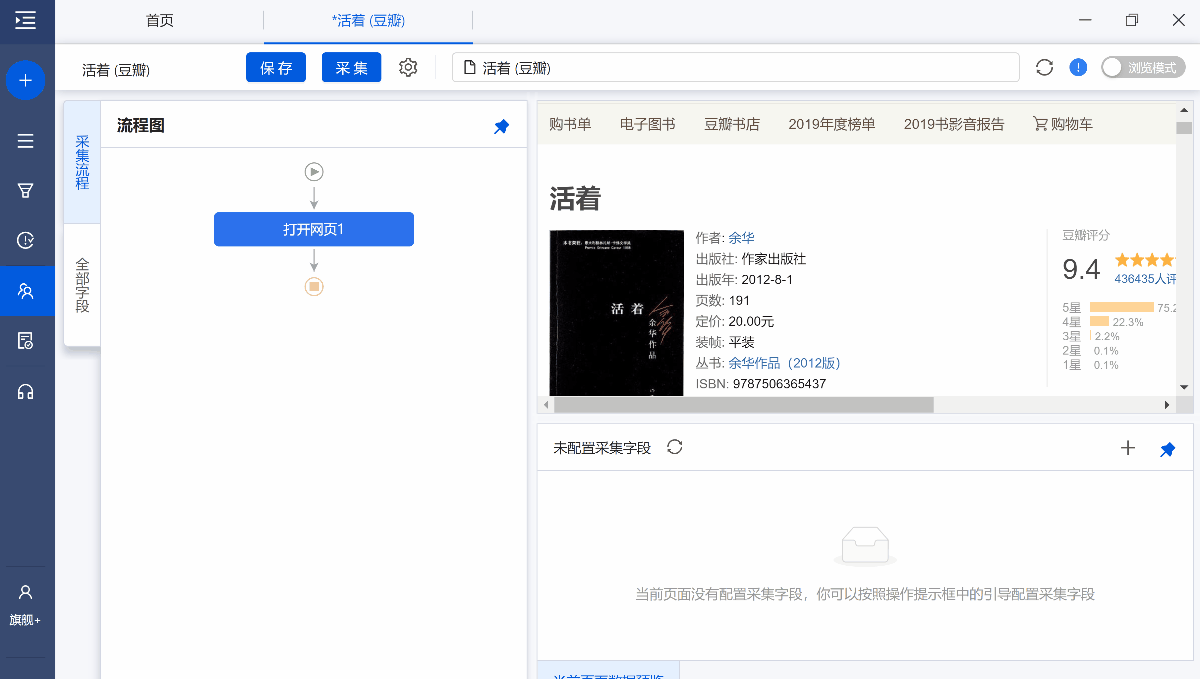 首页
*活着 (豆瓣)
活着 (豆瓣)
保 存
采 集
活着 (豆瓣)
浏览模式
采集流程
全部字段
流程图
打开网页1
旗舰+
购书单
电子图书
豆瓣书店
2019年度榜单
2019书影音报告
购物车
活着
活 着
余华作品
作者: 余华
出版社: 作家出版社
出版年: 2012-8-1
页数: 191
定价: 20.00元
装帧: 平装
丛书: 余华作品（2012版）
ISBN: 9787506365437
豆瓣评分
9.4
436435人评
5星 75.2
4星 22.3%
3星 2.2%
2星 0.1%
1星 0.1%
未配置采集字段
当前页面没有配置采集字段，你可以按照操作提示框中的引导配置采集字段
当前页面数据预览